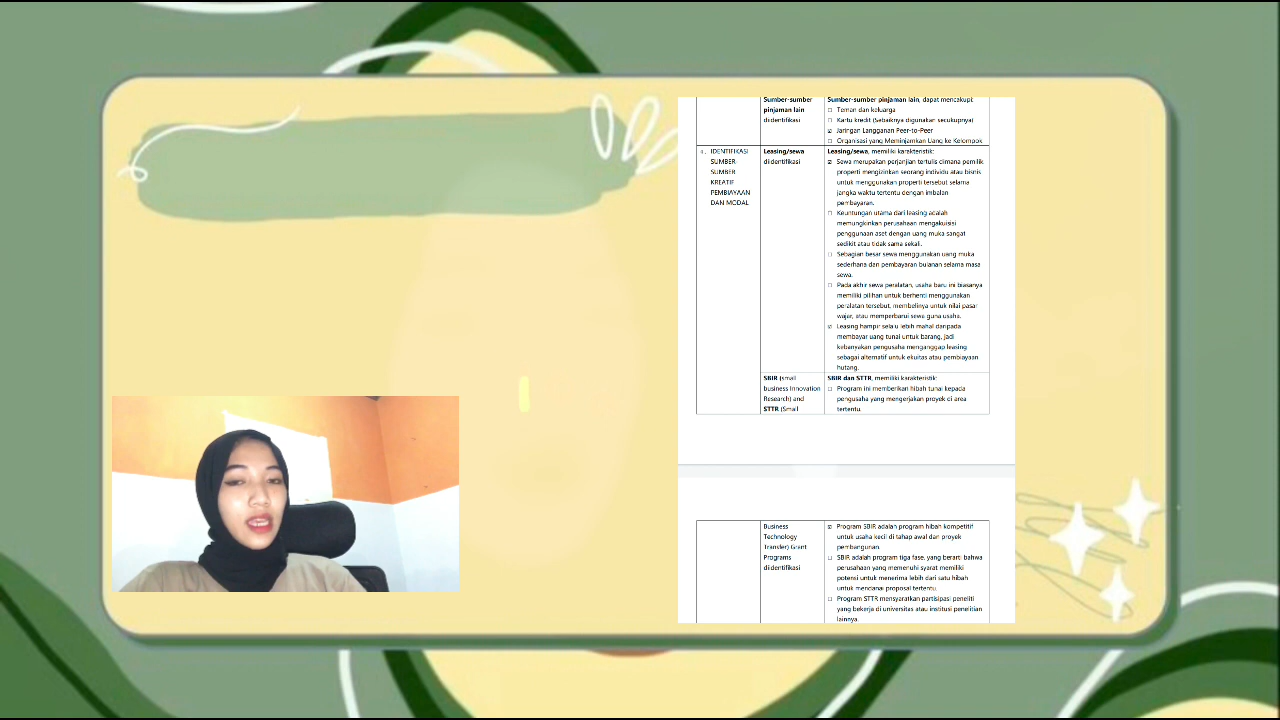 Sumber-sumber
pinjaman lain
diidentifikasi
Sumber-sumber pinjaman lain, dapat mencakup:
☐ Teman dan keluarga
☐ Kartu kredit (Sebaiknya digunakan secukupnya)
☑ Jaringan Langganan Peer-to-Peer
☐ Organisasi yang Meminjamkan Uang ke Kelompok
IDENTIFIKASI
SUMBER-
SUMBER
KREATIF
PEMBIAYAAN
DAN MODAL
Leasing/sewa
diidentifikasi
Leasing/sewa, memiliki karakteristik:
☑ Sewa merupakan perjanjian tertulis dimana pemilik
properti mengizinkan seorang individu atau bisnis
untuk menggunakan properti tersebut selama
jangka waktu tertentu dengan imbalan
pembayaran.
☐ Keuntungan utama dari leasing adalah
memungkinkan perusahaan mengakuisisi
penggunaan aset dengan uang muka sangat
sedikit atau tidak sama sekali.
☐ Sebagian besar sewa menggunakan uang muka
sederhana dan pembayaran bulanan selama masa
sewa.
☐ Pada akhir sewa peralatan, usaha baru ini biasanya
memiliki pilihan untuk berhenti menggunakan
peralatan tersebut, membelinya untuk nilai pasar
wajar, atau memperbarui sewa guna usaha.
☑ Leasing hampir selalu lebih mahal daripada
membayar uang tunai untuk barang, jadi
kebanyakan pengusaha menganggap leasing
sebagai alternatif untuk ekuitas atau pembiayaan
hutang.
SBIR (small
business Innovation
Research) and
STTR (Small
SBIR dan STTR, memiliki karakteristik:
☐ Program ini memberikan hibah tunai kepada
pengusaha yang mengerjakan proyek di area
tertentu.
Business
Technology
Transfer) Grant
Programs
diidentifikasi
☑ Program SBIR adalah program hibah kompetitif
untuk usaha kecil di tahap awal dan proyek
pembangunan.
☐ SBIR adalah program tiga fase, yang berarti bahwa
perusahaan yang memenuhi syarat memiliki
potensi untuk menerima lebih dari satu hibah
untuk mendanai proposal tertentu.
☐ Program STTR mensyaratkan partisipasi peneliti
yang bekerja di universitas atau institusi penelitian
lainnya.